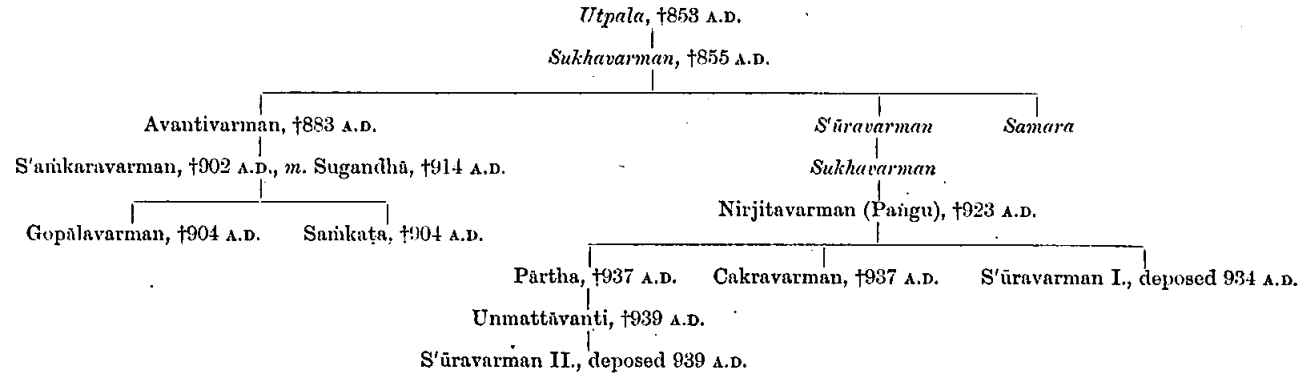 Utpala, †853 A.D.
Sukhavarman, †855 A.D.
Avantivarman, †883 A.D. S'ūravarman Samara
S'aṁkaravarman, †902 A.D., m. Sugandhā, †914 A.D. Sukhavarman
Nirjitavarman (Paṅgu), †923 A.D.
Gopālavarman, †904 A.D. Saṁkaṭa, †904 A.D.
Pārtha, †937 A.D. Cakravarman, †937 A.D. S'ūravarman I., deposed 934 A.D.
Unmattāvanti, †939 A.D.
S'ūravarman II., deposed 939 A.D.